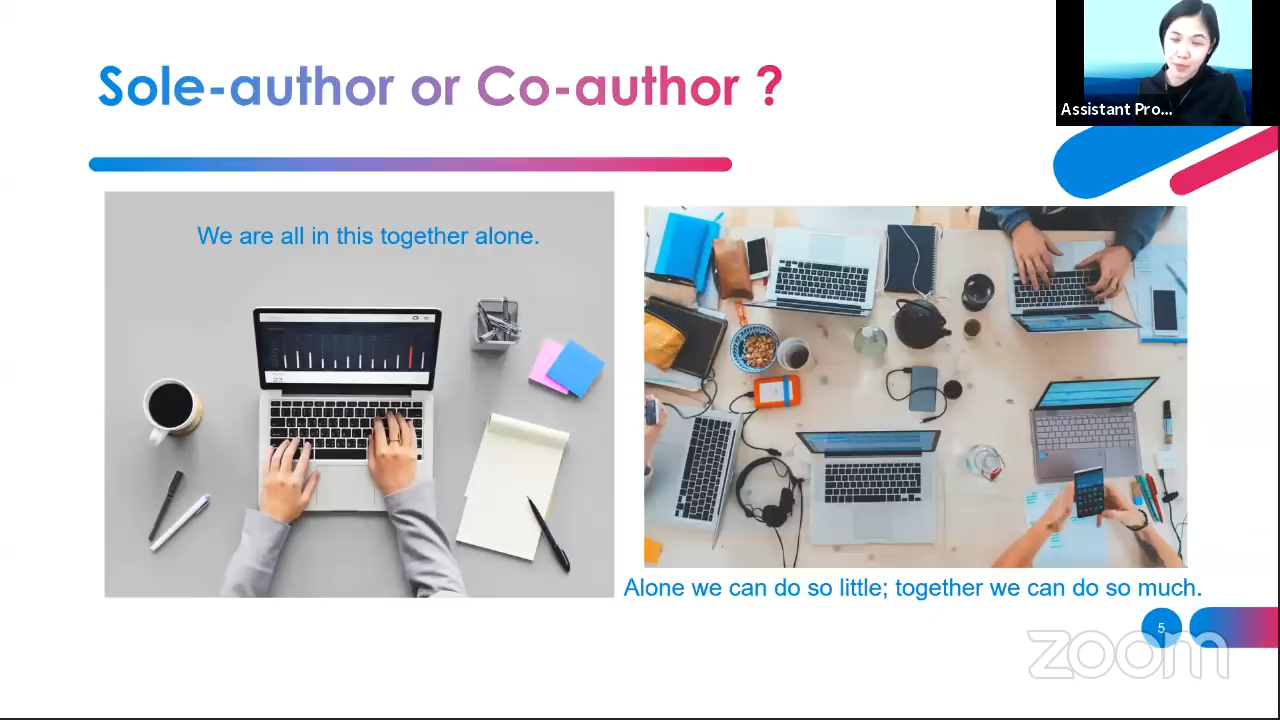 Sole-author or Co-author ?
Assistant Pro...
We are all in this together alone.
23
Alone we can do so little; together we can do so much.
5
zoom